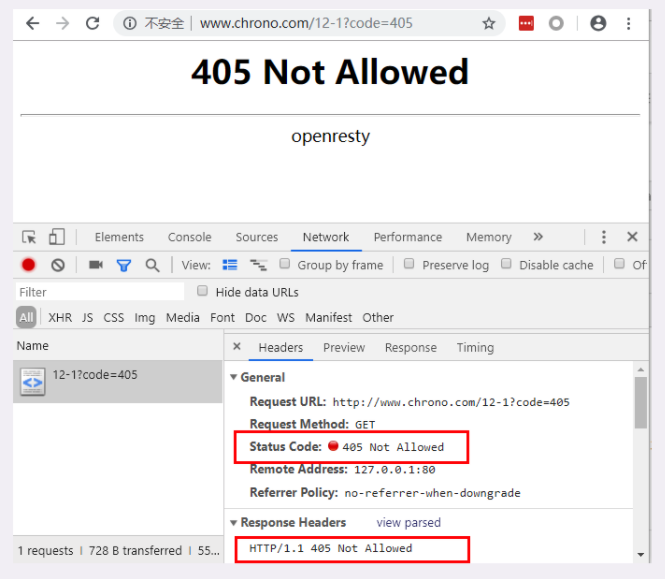 不安全 | www.chrono.com/12-1?code=405
405 Not Allowed
openresty
Elements Console Sources Network Performance Memory »
View: Group by frame Preserve log Disable cache Of
Filter Hide data URLs
All XHR JS CSS Img Media Font Doc WS Manifest Other
Name
12-1?code=405
× Headers Preview Response Timing
General
Request URL: http://www.chrono.com/12-1?code=405
Request Method: GET
Status Code: 405 Not Allowed
Remote Address: 127.0.0.1:80
Referrer Policy: no-referrer-when-downgrade
Response Headers view parsed
HTTP/1.1 405 Not Allowed
1 requests | 728 B transferred | 55...